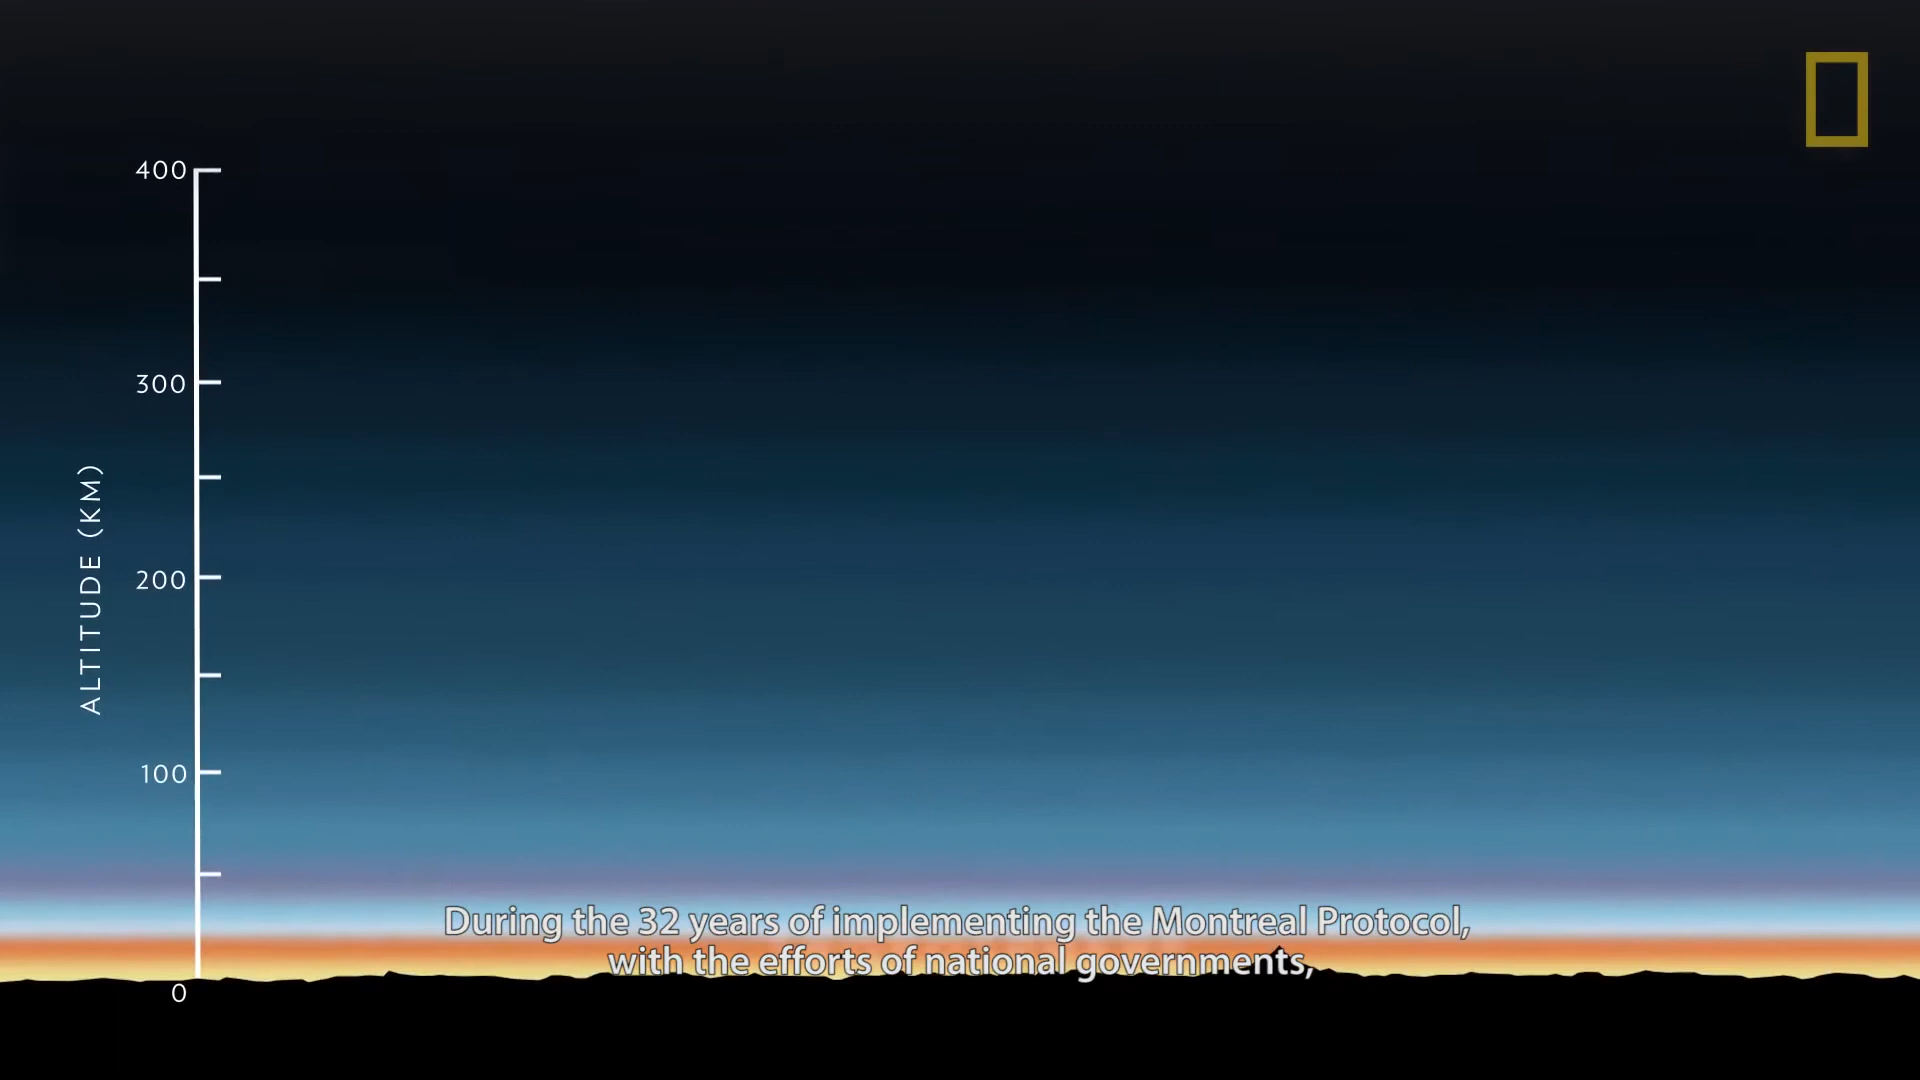 400
300
ALTITUDE (KM)
200
100
During the 32 years of implementing the Montreal Protocol,
with the efforts of national governments,
0